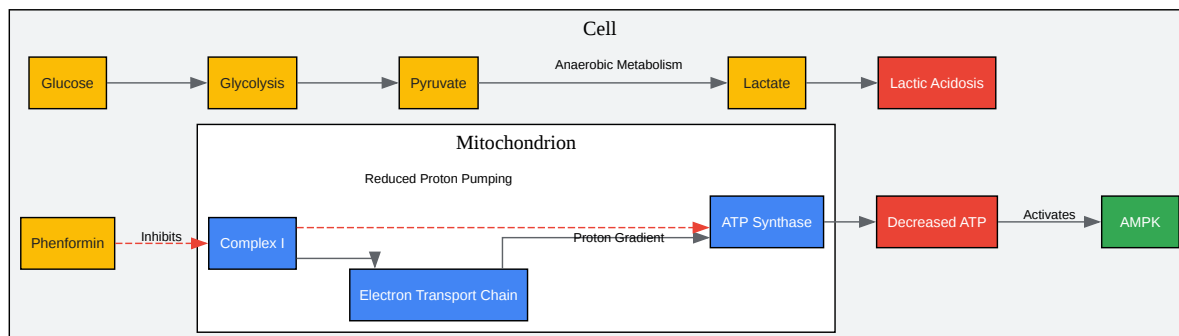 Cell
Glucose
Glycolysis
Pyruvate
Anaerobic Metabolism
Lactate
Lactic Acidosis
Mitochondrion
Reduced Proton Pumping
Phenformin
Inhibits
Complex I
Electron Transport Chain
Proton Gradient
ATP Synthase
Decreased ATP
Activates
AMPK